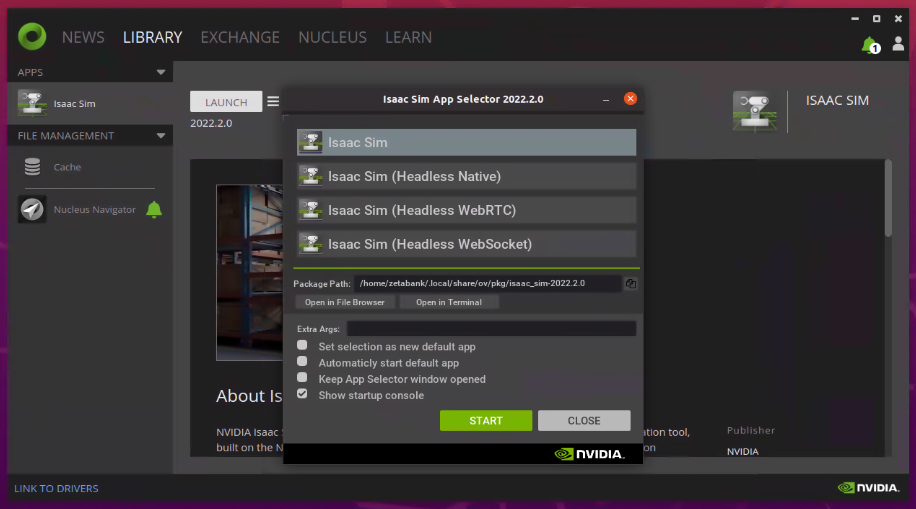 NEWS LIBRARY EXCHANGE NUCLEUS LEARN
1
APPS
Isaac Sim
FILE MANAGEMENT
Cache
Nucleus Navigator
LAUNCH
2022.2.0
ISAAC SIM
Isaac Sim App Selector 2022.2.0
Isaac Sim
Isaac Sim (Headless Native)
Isaac Sim (Headless WebRTC)
Isaac Sim (Headless WebSocket)
Package Path: /home/zetabank/.local/share/ov/pkg/isaac_sim-2022.2.0
Open in File Browser Open in Terminal
Extra Args:
Set selection as new default app
Automaticly start default app
Keep App Selector window opened
Show startup console
START CLOSE
NVIDIA.
About Is
NVIDIA Isaac ation tool,
built on the N on
Publisher
NVIDIA
LINK TO DRIVERS
NVIDIA.